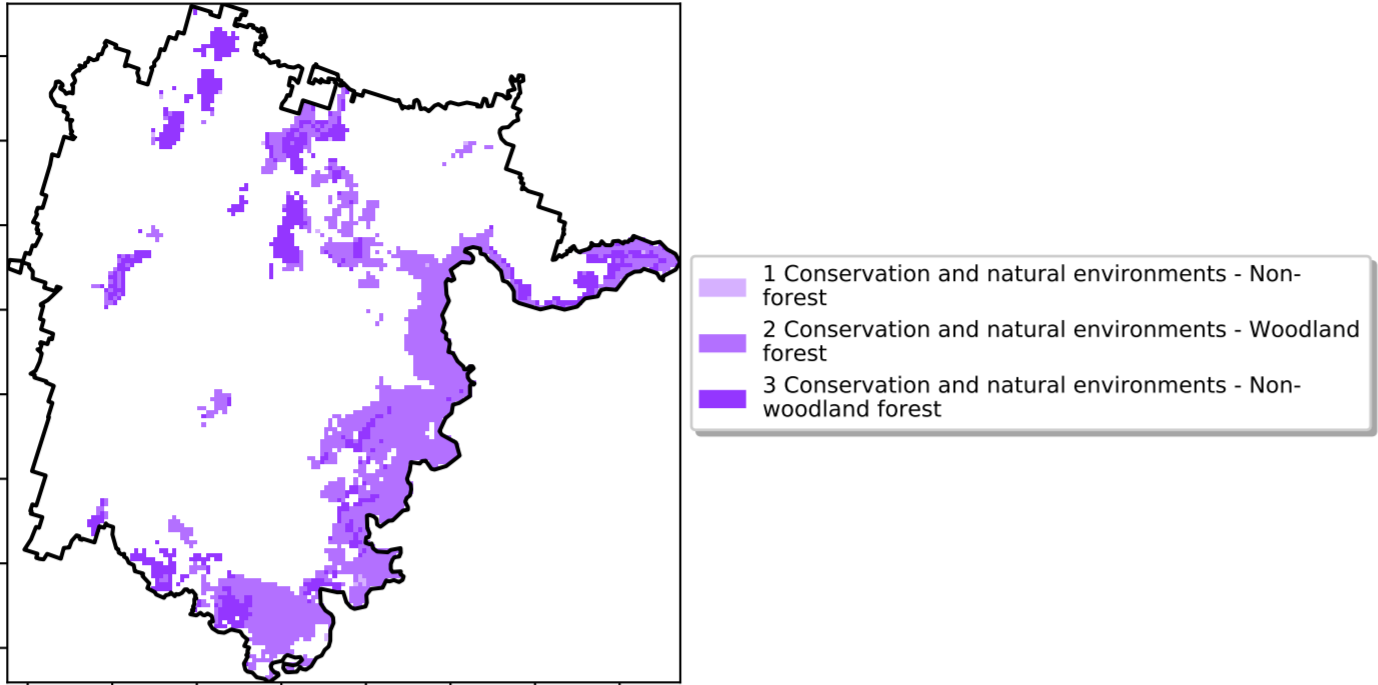 1 Conservation and natural environments - Non-
forest
2 Conservation and natural environments - Woodland
forest
3 Conservation and natural environments - Non-
woodland forest